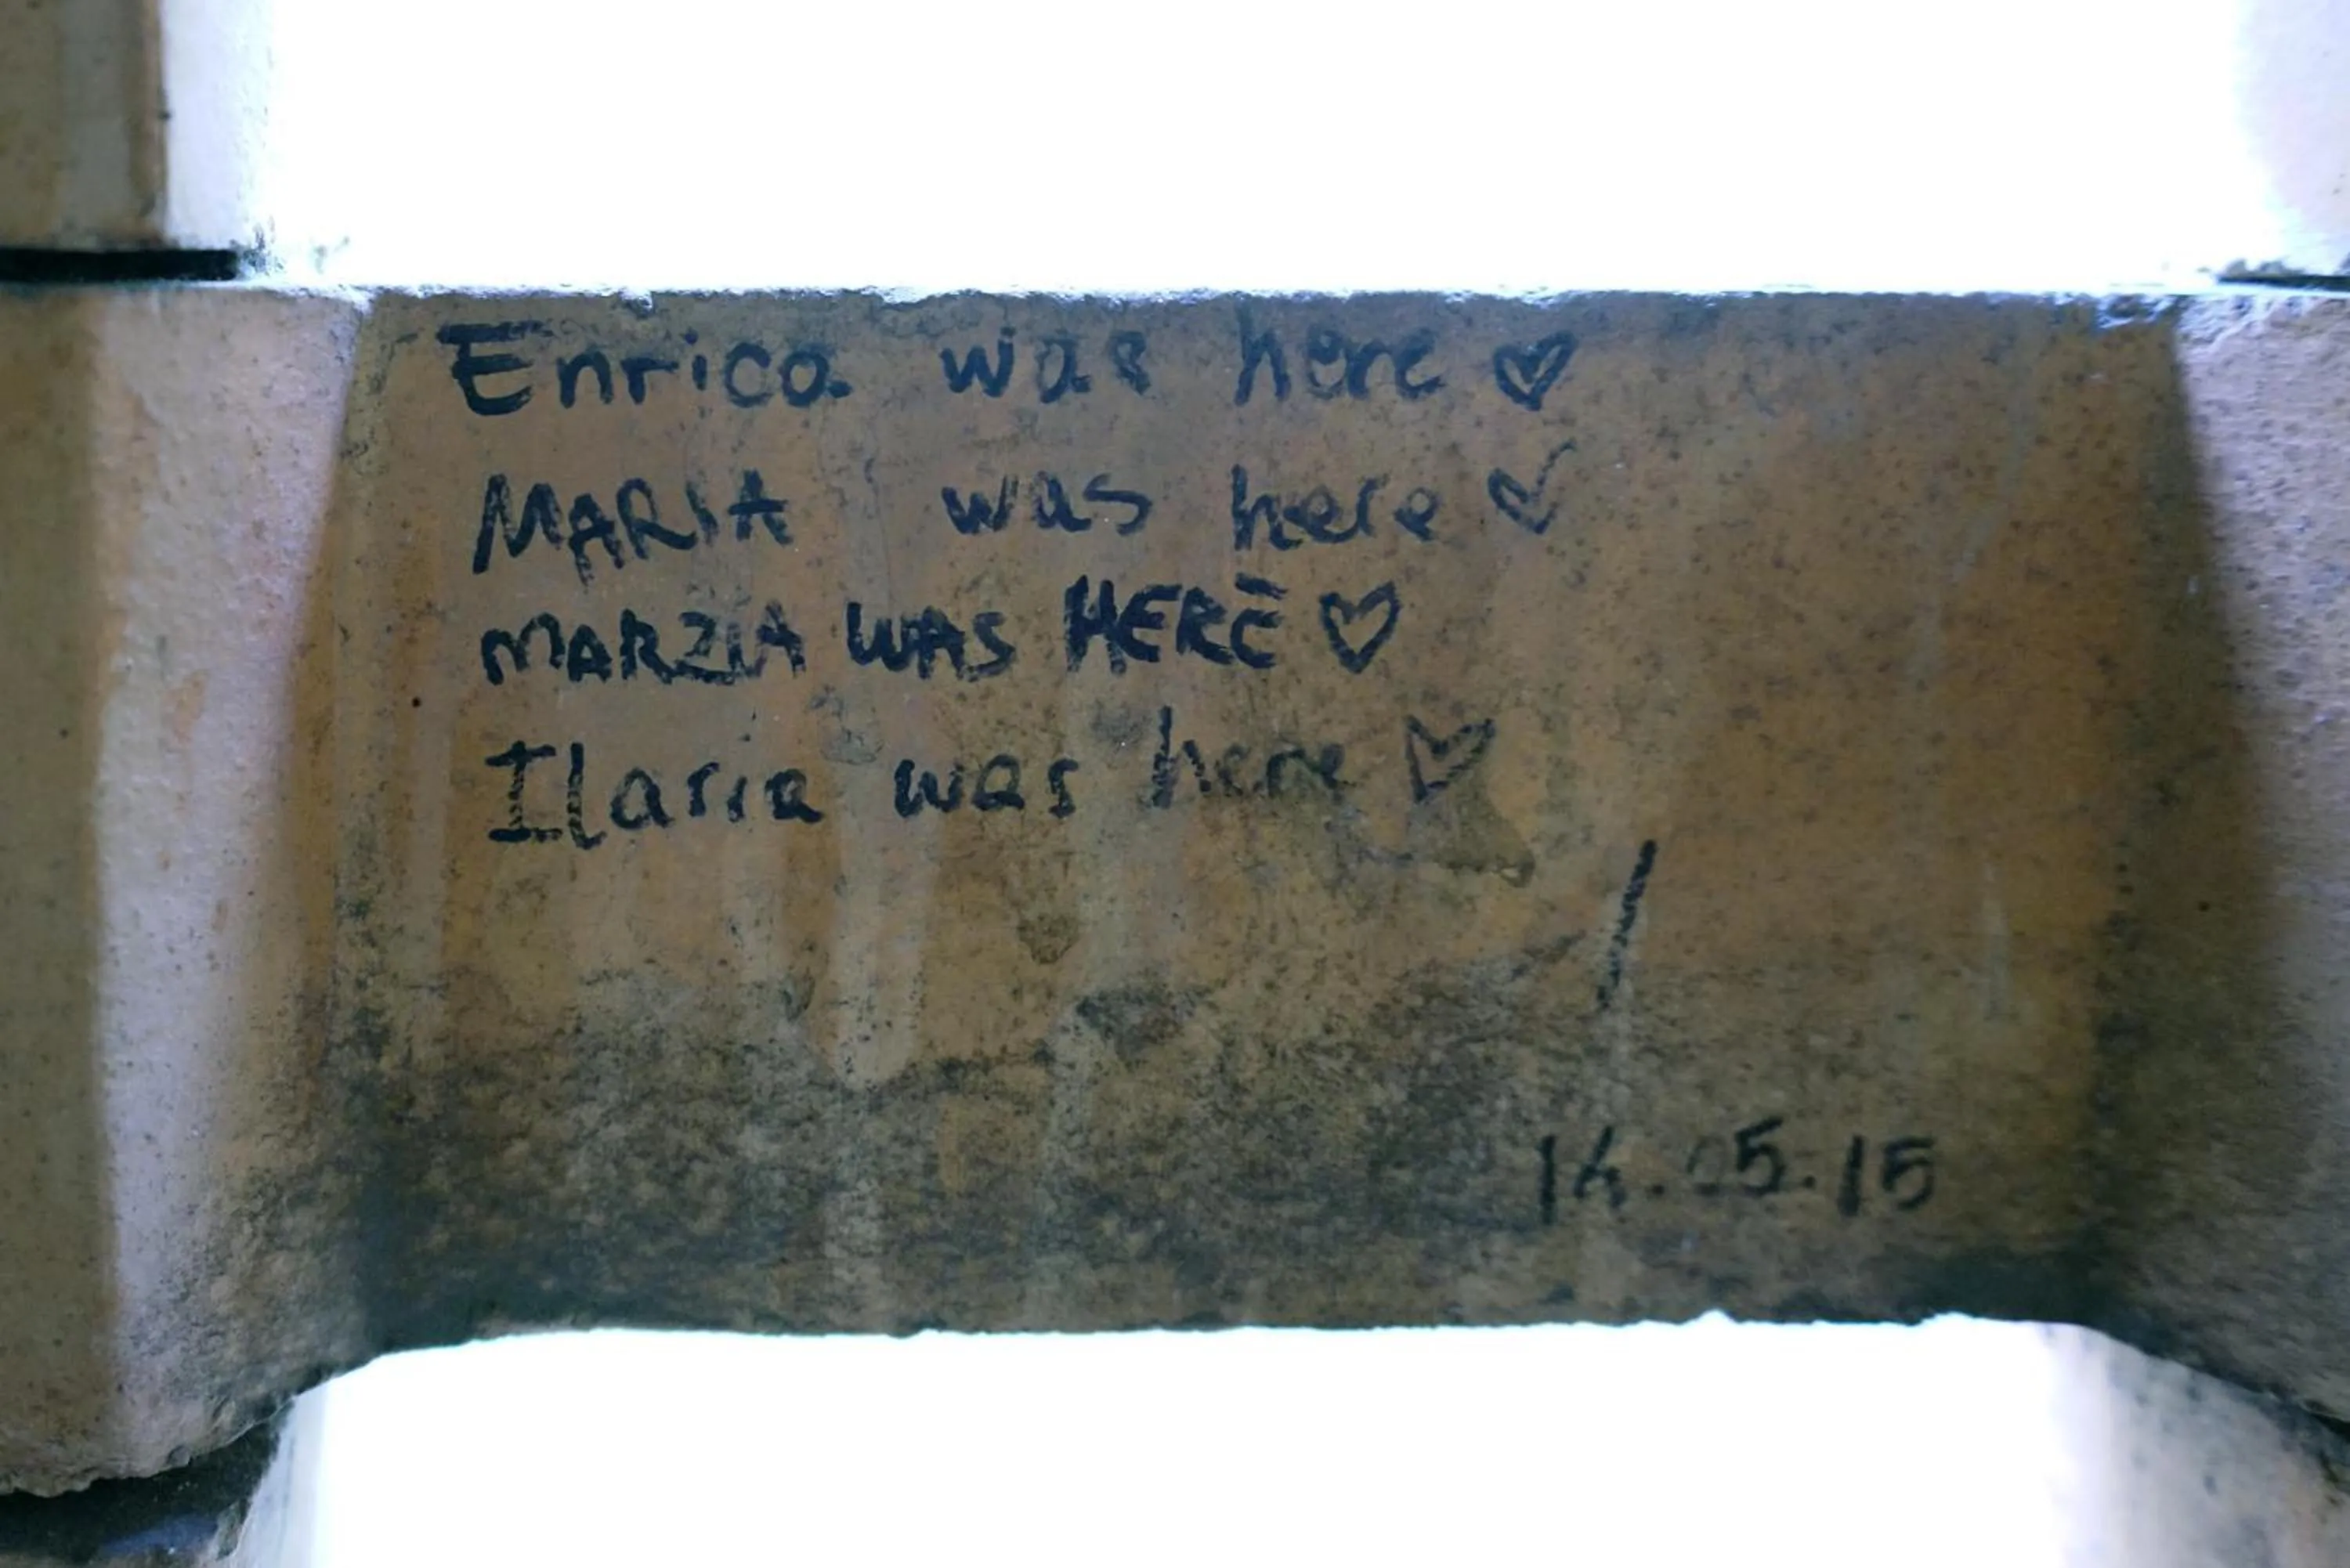 Enrica was here ♡
MARIA was here ♡
MARZIA WAS HERE ♡
Ilaria was here ♡
14.05.15